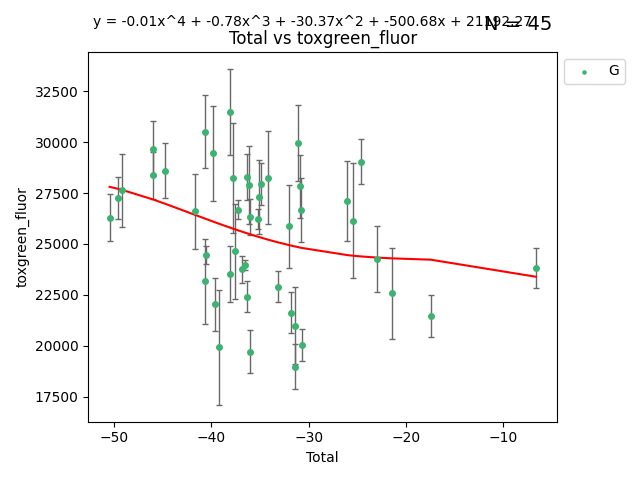 y = -0.01x^4 + -0.78x^3 + -30.37x^2 + -500.68x + 21192.27
N = 45
Total vs toxgreen_fluor
G
32500
30000
27500
25000
22500
20000
17500
toxgreen_fluor
−50
−40
−30
−20
−10
Total